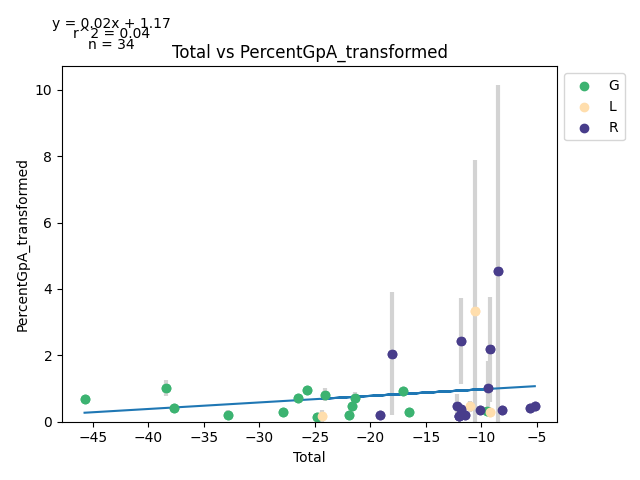 y = 0.02x + 1.17
r^2 = 0.04
n = 34
Total vs PercentGpA_transformed
G
L
R
PercentGpA_transformed
10
8
6
4
2
0
−45 −40 −35 −30 −25 −20 −15 −10 −5
Total